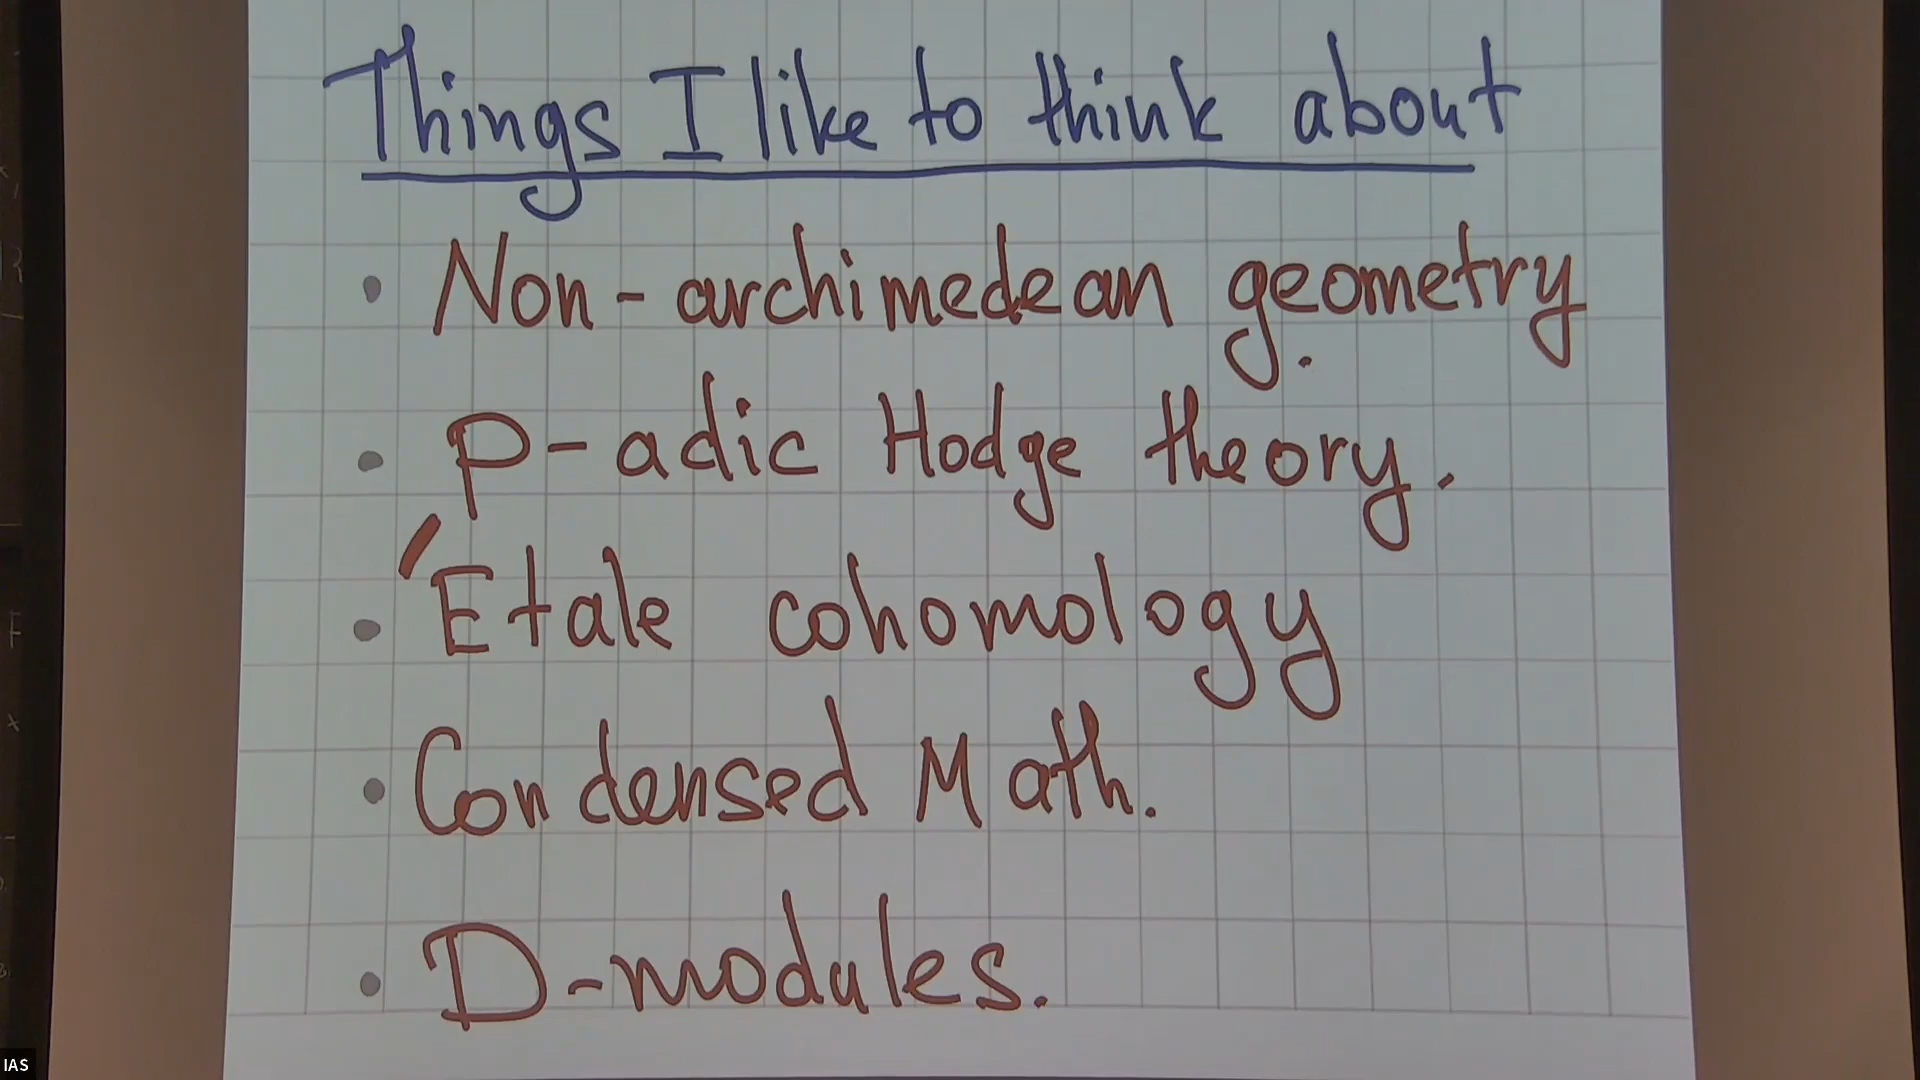 Things I like to think about
• Non-archimedean geometry.
• P-adic Hodge theory.
• Étale cohomology
• Condensed Math.
• D-modules.
IAS